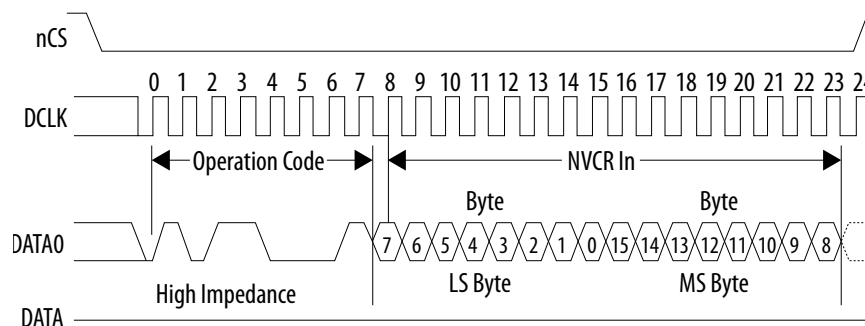 nCS
0 1 2 3 4 5 6 7 8 9 10 11 12 13 14 15 16 17 18 19 20 21 22 23 24
DCLK
Operation Code NVCR In
Byte Byte
DATA0 7 6 5 4 3 2 1 0 15 14 13 12 11 10 9 8
LS Byte MS Byte
High Impedance
DATA